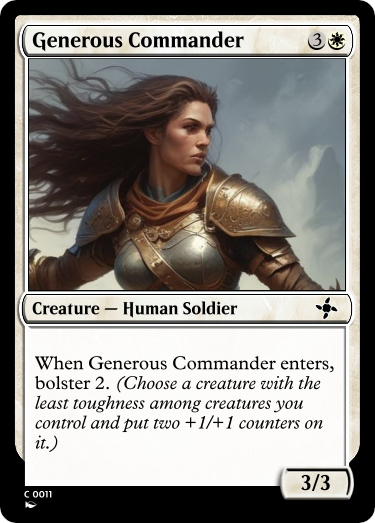 Generous Commander 3
Creature — Human Soldier
When Generous Commander enters,
bolster 2. (Choose a creature with the
least toughness among creatures you
control and put two +1/+1 counters on
it.)
3/3
C 0011